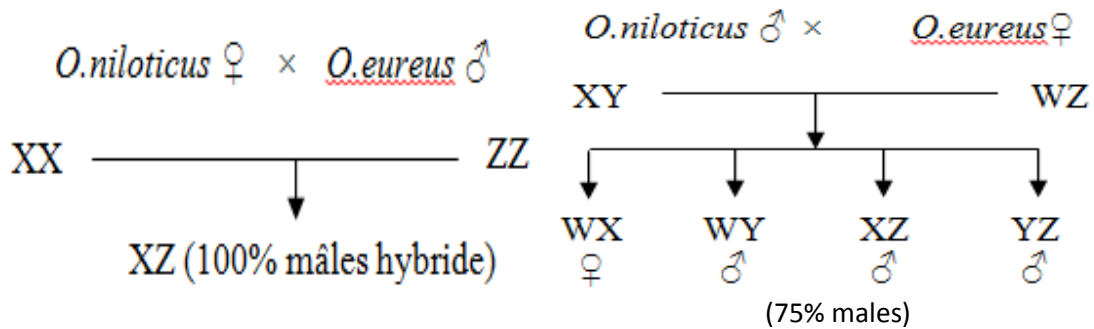 O.niloticus ♀ × O.eureus ♂
XX ZZ
XZ (100% mâles hybride)
O.niloticus ♂ × O.eureus♀
XY WZ
WX WY XZ YZ
♀ ♂ ♂ ♂
(75% males)